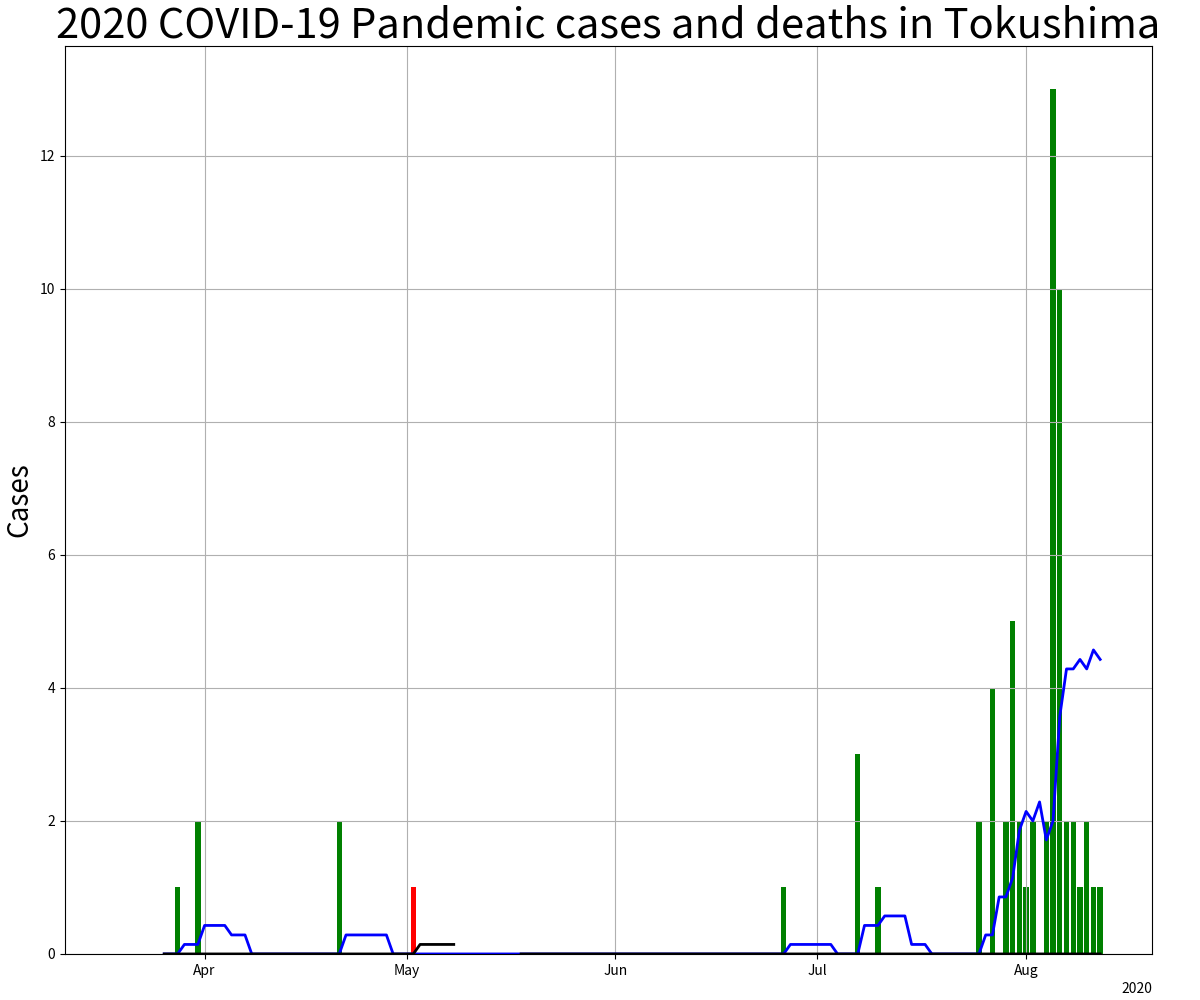 2020 COVID-19 Pandemic cases and deaths in Tokushima
Cases
12
10
8
6
4
2
0
Apr
May
Jun
Jul
Aug
2020